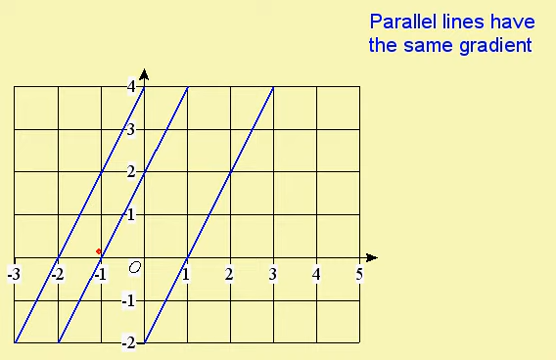 Parallel lines have
the same gradient
4
3
2
1
-3 -2 -1 O 1 2 3 4 5
-1
-2